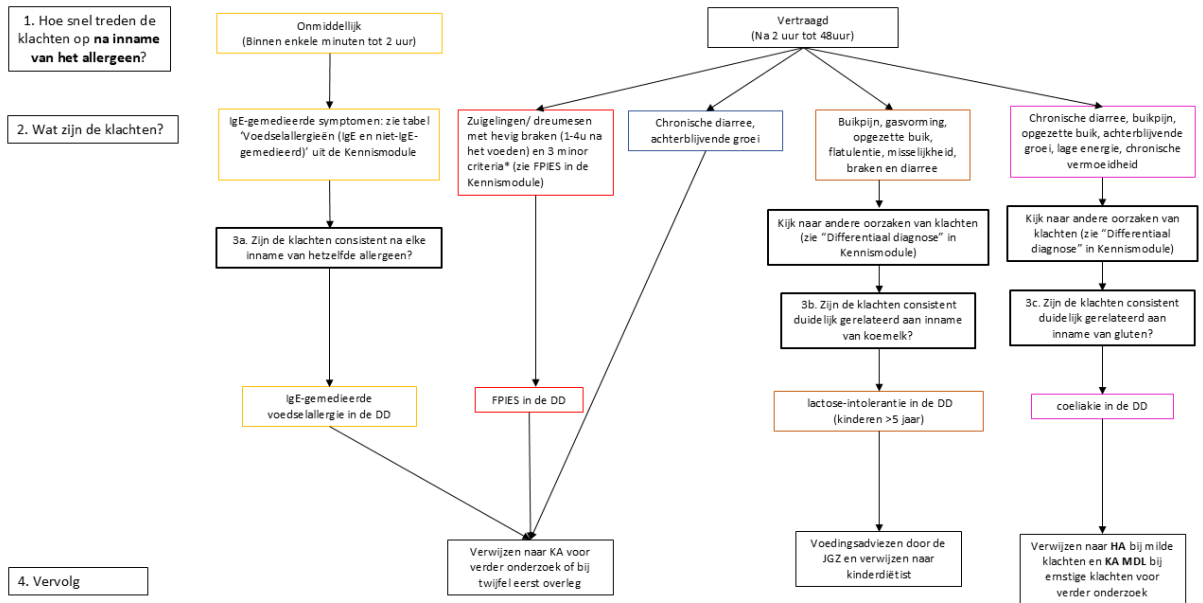 1. Hoe snel treden de
klachten op na inname
van het allergeen?
Onmiddellijk
(Binnen enkele minuten tot 2 uur)
Vertraagd
(Na 2 uur tot 48uur)
2. Wat zijn de klachten?
IgE-gemedieerde symptomen: zie tabel
‘Voedselallergieën (IgE en niet-IgE-
gemedieerd)’ uit de Kennismodule
Zuigelingen/ dreumesen
met hevig braken (1-4u na
het voeden) en 3 minor
criteria* (zie FPIES in de
Kennismodule)
Chronische diarree,
achterblijvende groei
Buikpijn, gasvorming,
opgezette buik,
flatulentie, misselijkheid,
braken en diarree
Chronische diarree, buikpijn,
opgezette buik, achterblijvende
groei, lage energie, chronische
vermoeidheid
3a. Zijn de klachten consistent na elke
inname van hetzelfde allergeen?
Kijk naar andere oorzaken van
klachten (zie “Differentiaal
diagnose” in Kennismodule)
Kijk naar andere oorzaken van
klachten (zie “Differentiaal
diagnose” in Kennismodule)
3b. Zijn de klachten consistent
duidelijk gerelateerd aan inname
van koemelk?
3c. Zijn de klachten consistent
duidelijk gerelateerd aan
inname van gluten?
IgE-gemedieerde
voedselallergie in de DD
FPIES in de DD
lactose-intolerantie in de DD
(kinderen >5 jaar)
coeliakie in de DD
4. Vervolg
Verwijzen naar KA voor
verder onderzoek of bij
twijfel eerst overleg
Voedingsadviezen door de
JGZ en verwijzen naar
kinderdiëtist
Verwijzen naar HA bij milde
klachten en KA MDL bij
ernstige klachten voor
verder onderzoek